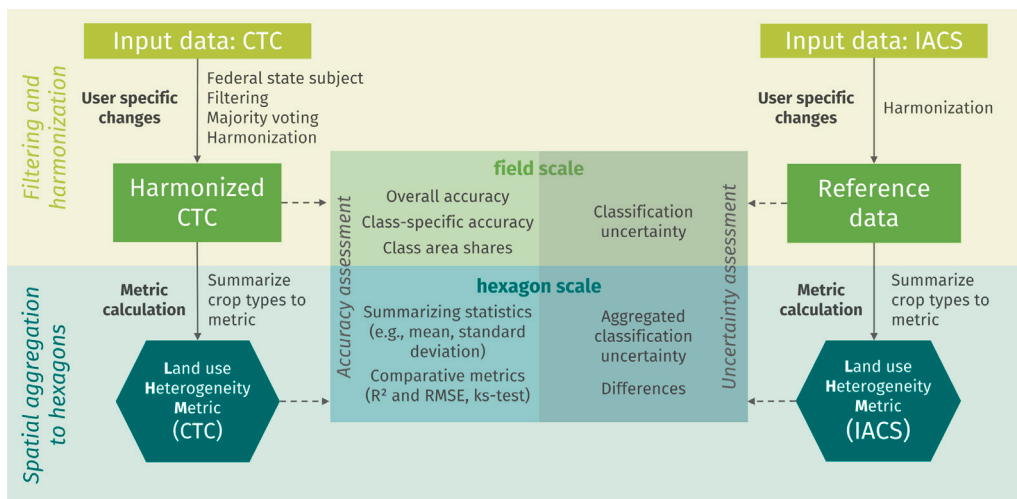 Input data: CTC
Input data: IACS
Filtering and
harmonization
User specific
changes
Federal state subject
Filtering
Majority voting
Harmonization
User specific
changes
Harmonization
Harmonized
CTC
Reference
data
field scale
Overall accuracy
Class-specific accuracy
Class area shares
Classification
uncertainty
Accuracy assessment
Uncertainty assessment
Spatial aggregation
to hexagons
Metric
calculation
Summarize
crop types to
metric
hexagon scale
Summarizing statistics
(e.g., mean, standard
deviation)
Comparative metrics
(R² and RMSE, ks-test)
Aggregated
classification
uncertainty
Differences
Metric
calculation
Summarize
crop types to
metric
Land use
Heterogeneity
Metric
(CTC)
Land use
Heterogeneity
Metric
(IACS)